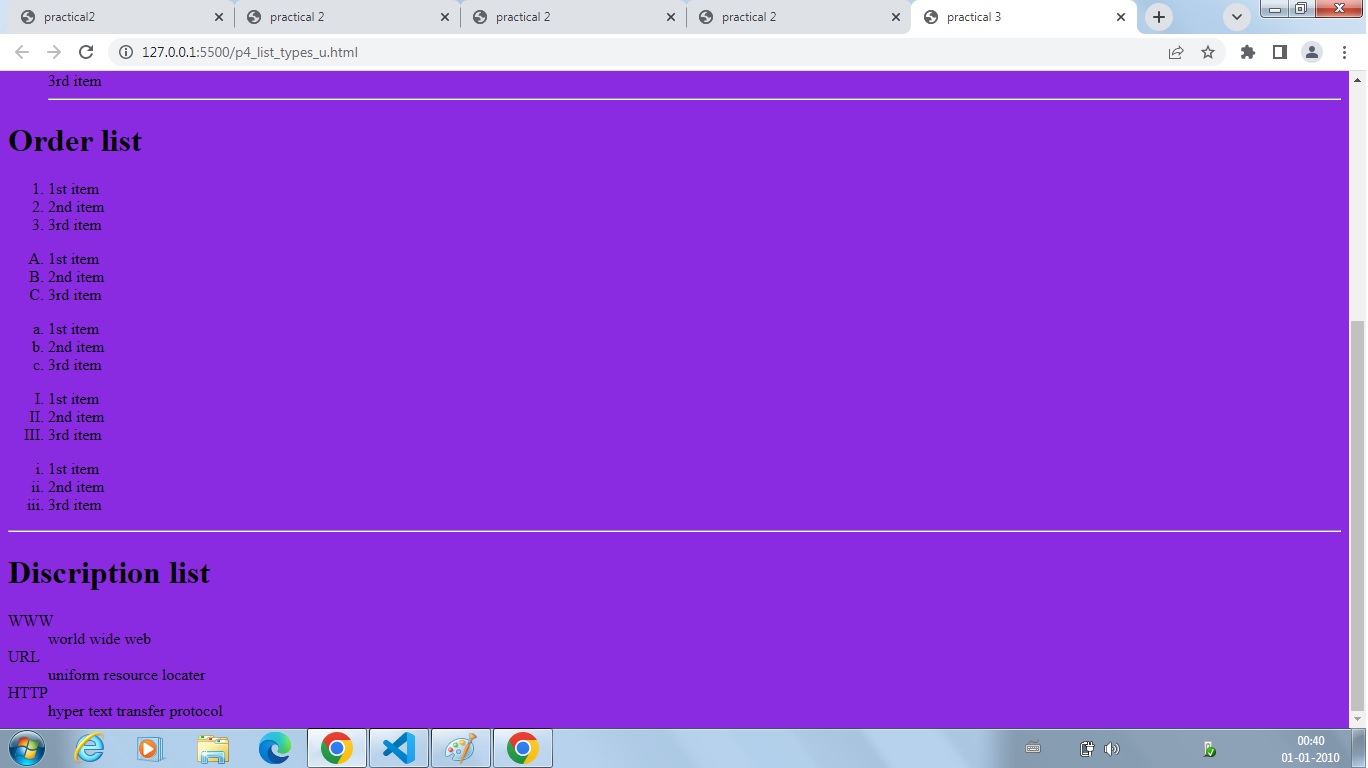 practical2
practical 2
practical 2
practical 2
practical 3
127.0.0.1:5500/p4_list_types_u.html
3rd item
Order list
1. 1st item
2. 2nd item
3. 3rd item
A. 1st item
B. 2nd item
C. 3rd item
a. 1st item
b. 2nd item
c. 3rd item
I. 1st item
II. 2nd item
III. 3rd item
i. 1st item
ii. 2nd item
iii. 3rd item
Discription list
WWW
world wide web
URL
uniform resource locater
HTTP
hyper text transfer protocol
00:40
01-01-2010